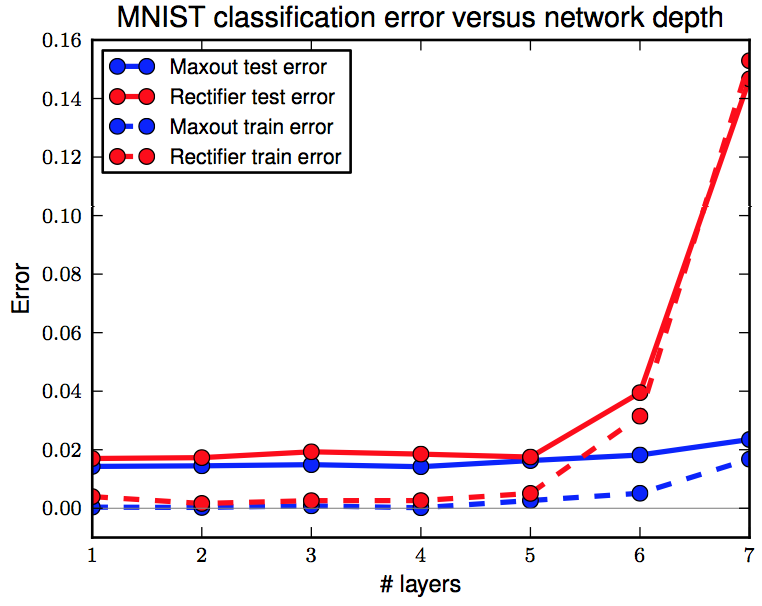 MNIST classification error versus network depth
Maxout test error
Rectifier test error
Maxout train error
Rectifier train error
0.16
0.14
0.12
0.10
0.08
0.06
0.04
0.02
0.00
Error
1 2 3 4 5 6 7
# layers